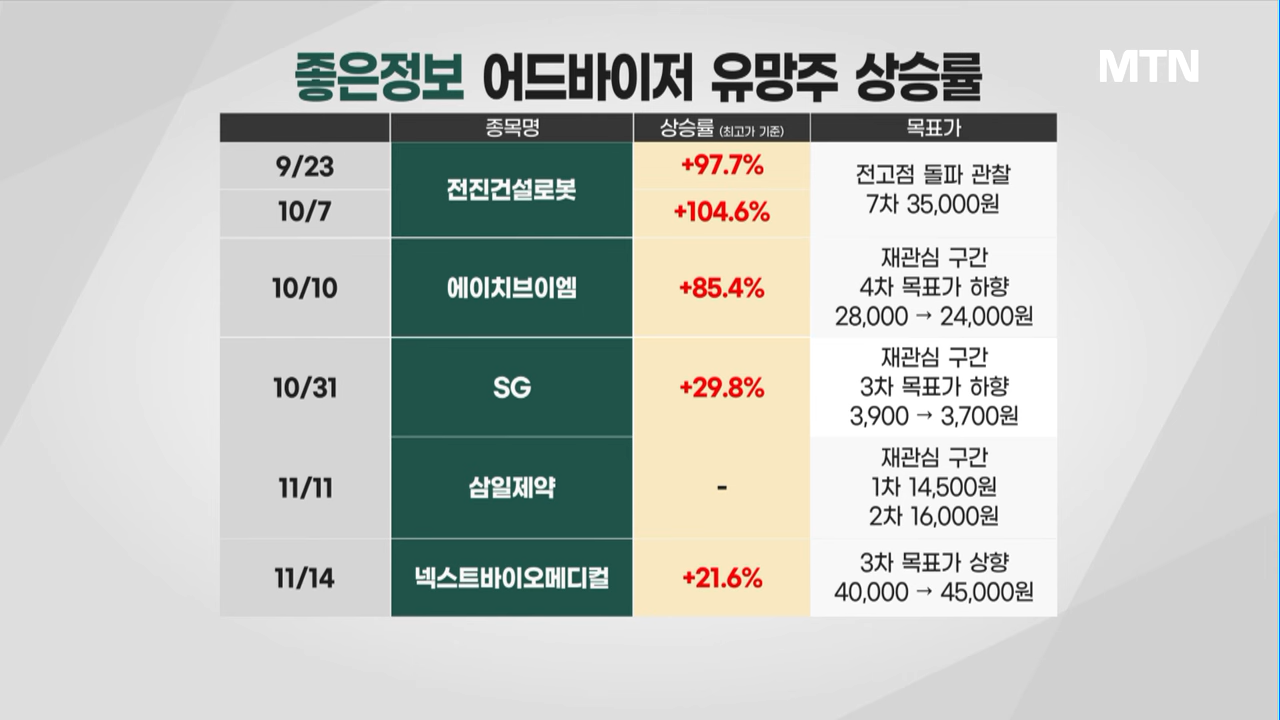 좋은정보 어드바이저 유망주 상승률
MTN
종목명 상승률 (최고가 기준) 목표가
9/23 전진건설로봇 +97.7% 전고점 돌파 관찰
10/7 +104.6% 7차 35,000원
재관심 구간
10/10 에이치브이엠 +85.4% 4차 목표가 하향
28,000 → 24,000원
재관심 구간
10/31 SG +29.8% 3차 목표가 하향
3,900 → 3,700원
재관심 구간
11/11 삼일제약 - 1차 14,500원
2차 16,000원
11/14 넥스트바이오메디컬 +21.6% 3차 목표가 상향
40,000 → 45,000원